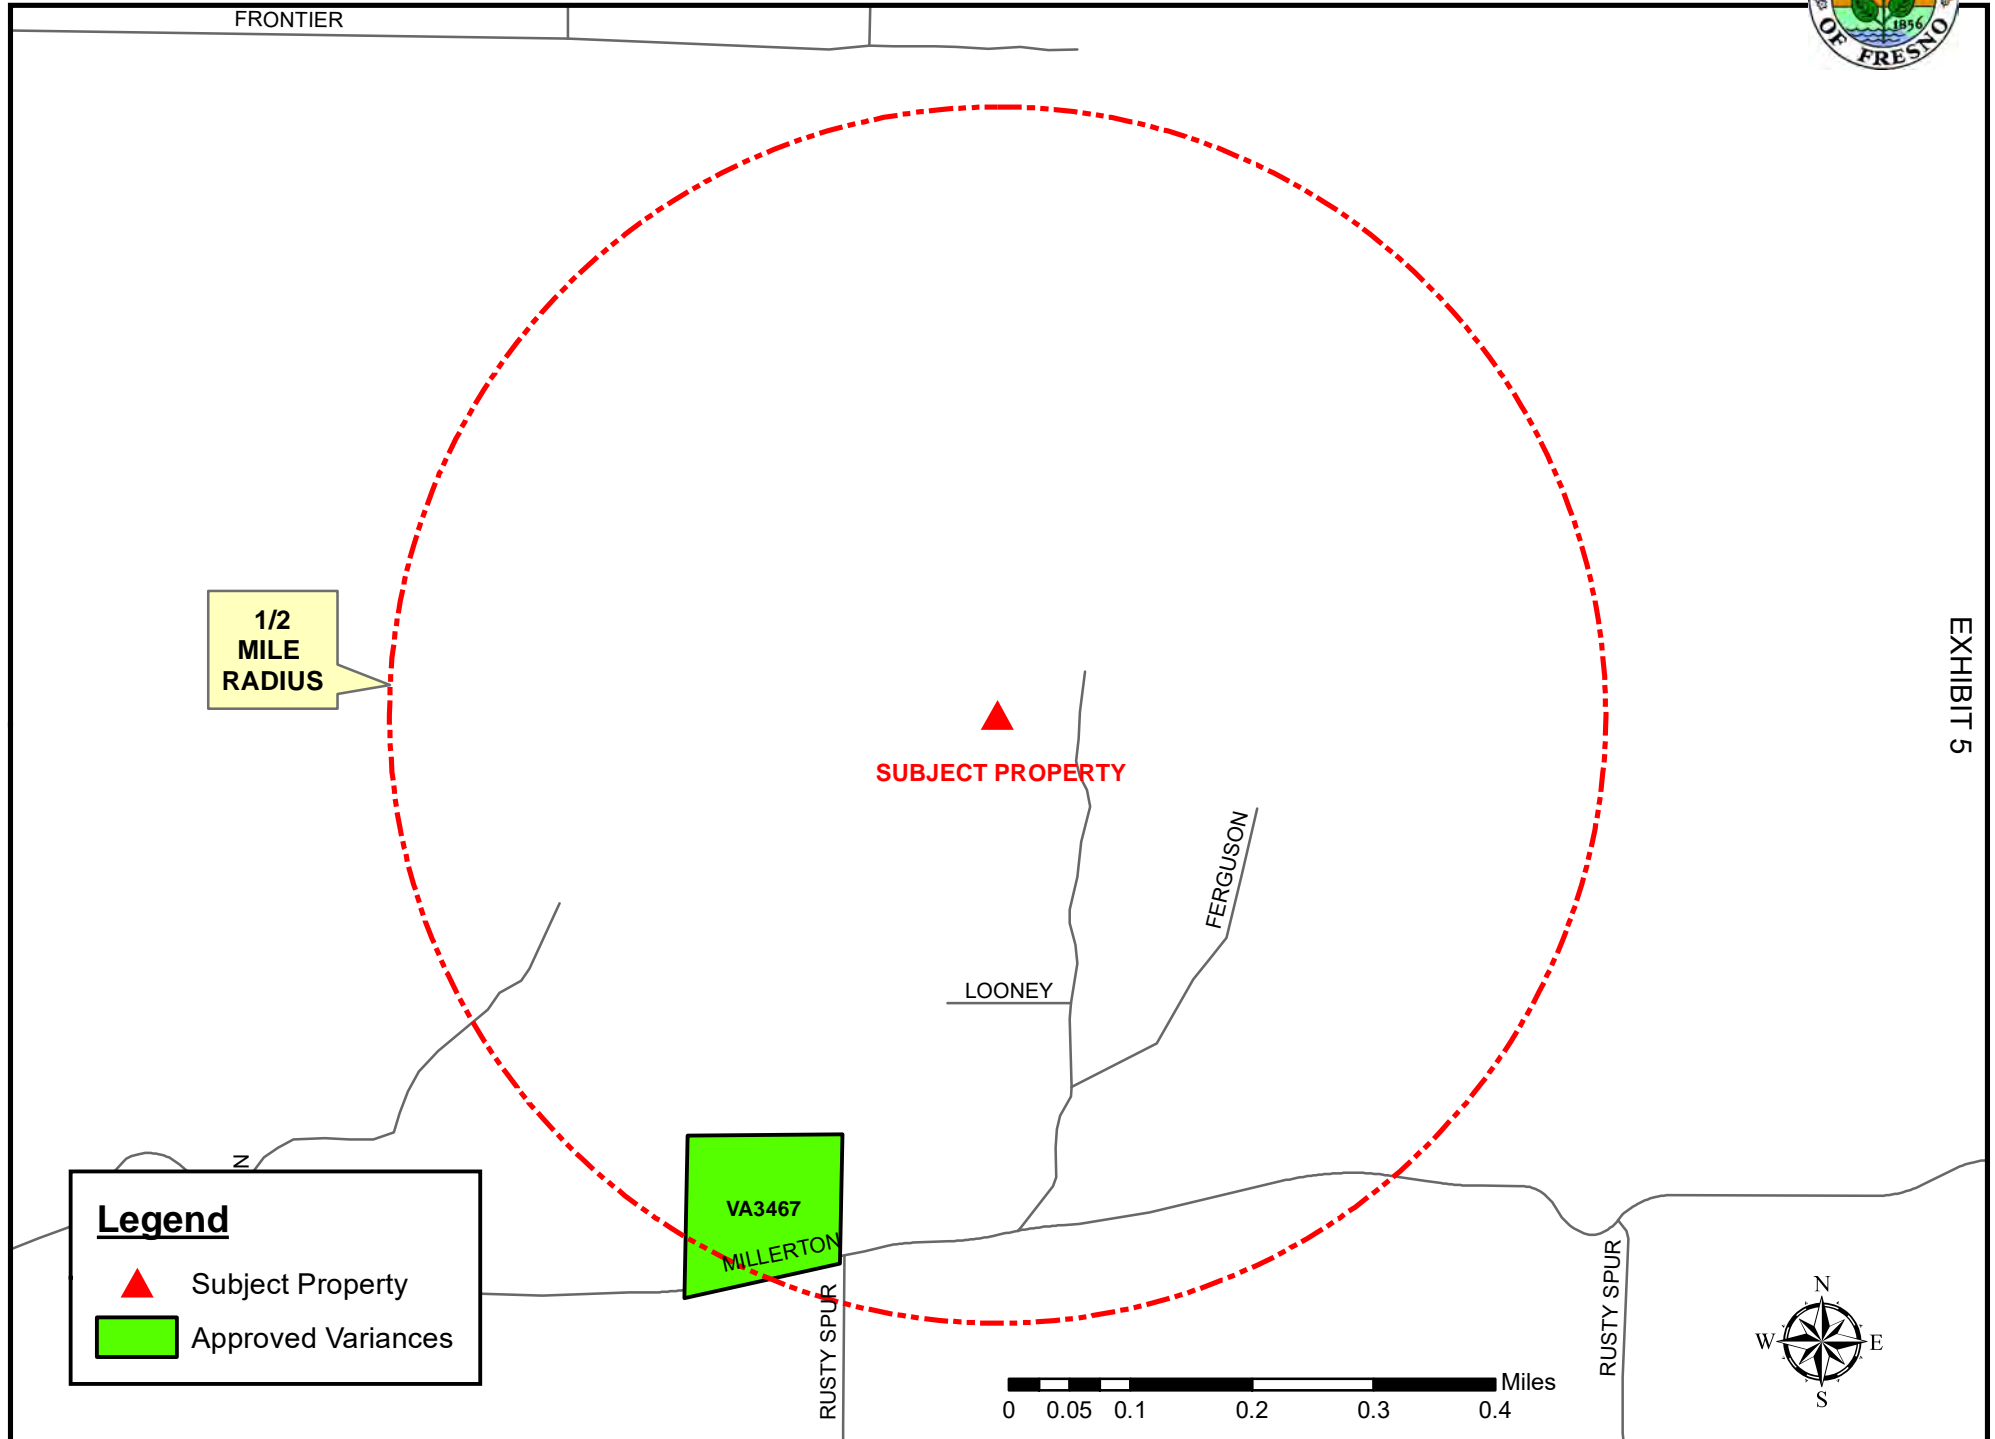 FRONTIER
1856
OF FRESNO
1/2
MILE
RADIUS
EXHIBIT 5
SUBJECT PROPERTY
FERGUSON
LOONEY
N
VA3467
MILLERTON
RUSTY SPUR
RUSTY SPUR
Legend
Subject Property
Approved Variances
Miles
0 0.05 0.1 0.2 0.3 0.4
N
W E
S